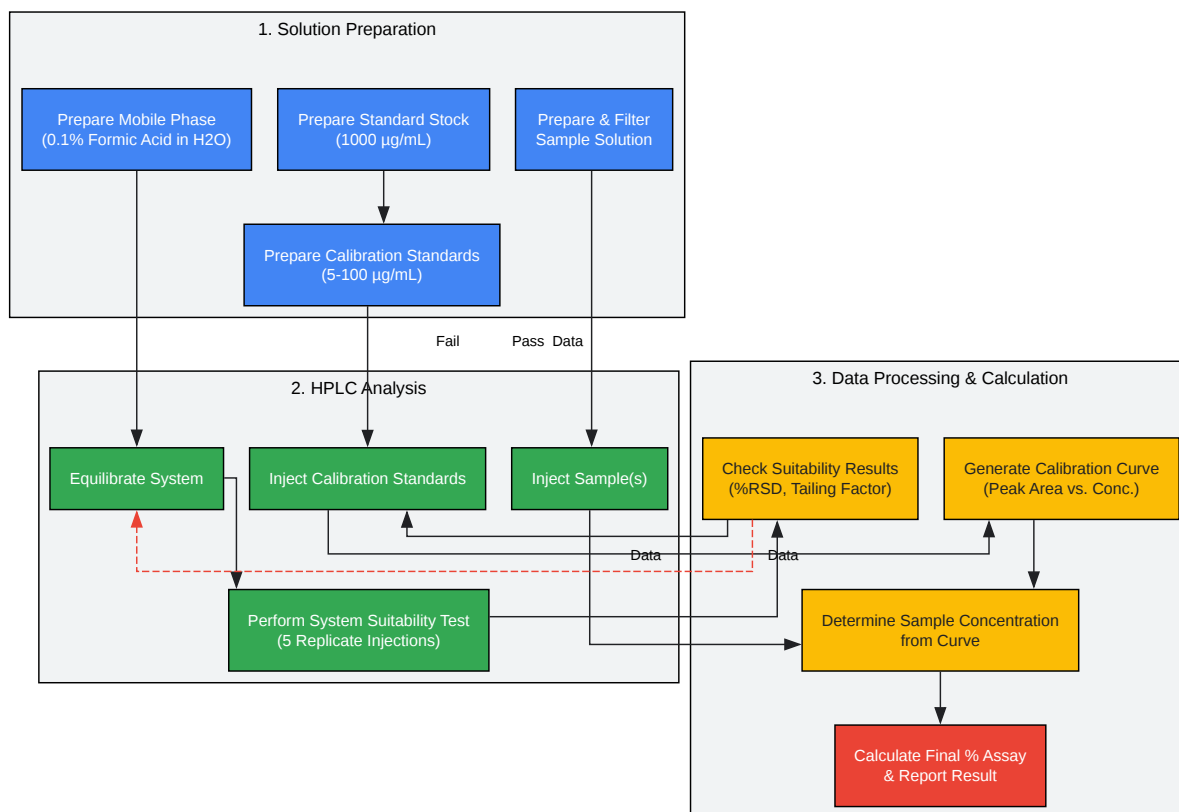 1. Solution Preparation
Prepare Mobile Phase
(0.1% Formic Acid in H2O)
Prepare Standard Stock
(1000 µg/mL)
Prepare & Filter
Sample Solution
Prepare Calibration Standards
(5-100 µg/mL)
Fail
Pass
Data
2. HPLC Analysis
Equilibrate System
Inject Calibration Standards
Inject Sample(s)
Perform System Suitability Test
(5 Replicate Injections)
Data
Data
3. Data Processing & Calculation
Check Suitability Results
(%RSD, Tailing Factor)
Generate Calibration Curve
(Peak Area vs. Conc.)
Determine Sample Concentration
from Curve
Calculate Final % Assay
& Report Result